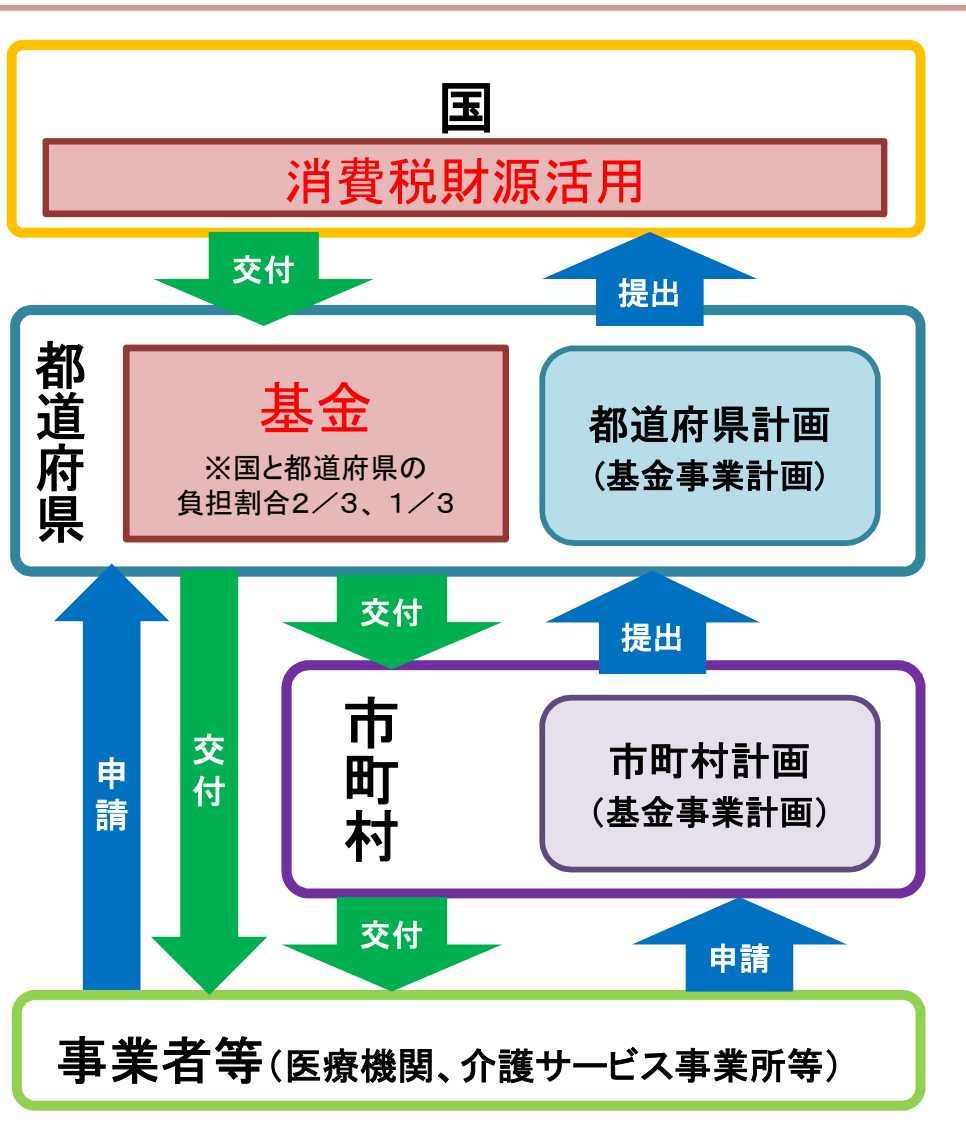 国
消費税財源活用
交付
提出
都道府県
基金
※国と都道府県の
負担割合２／３、１／３
都道府県計画
（基金事業計画）
交付
提出
申請
交付
市町村
市町村計画
（基金事業計画）
交付
申請
事業者等（医療機関、介護サービス事業所等）